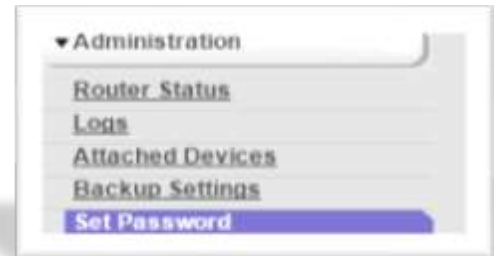 Administration
Router Status
Logs
Attached Devices
Backup Settings
Set Password